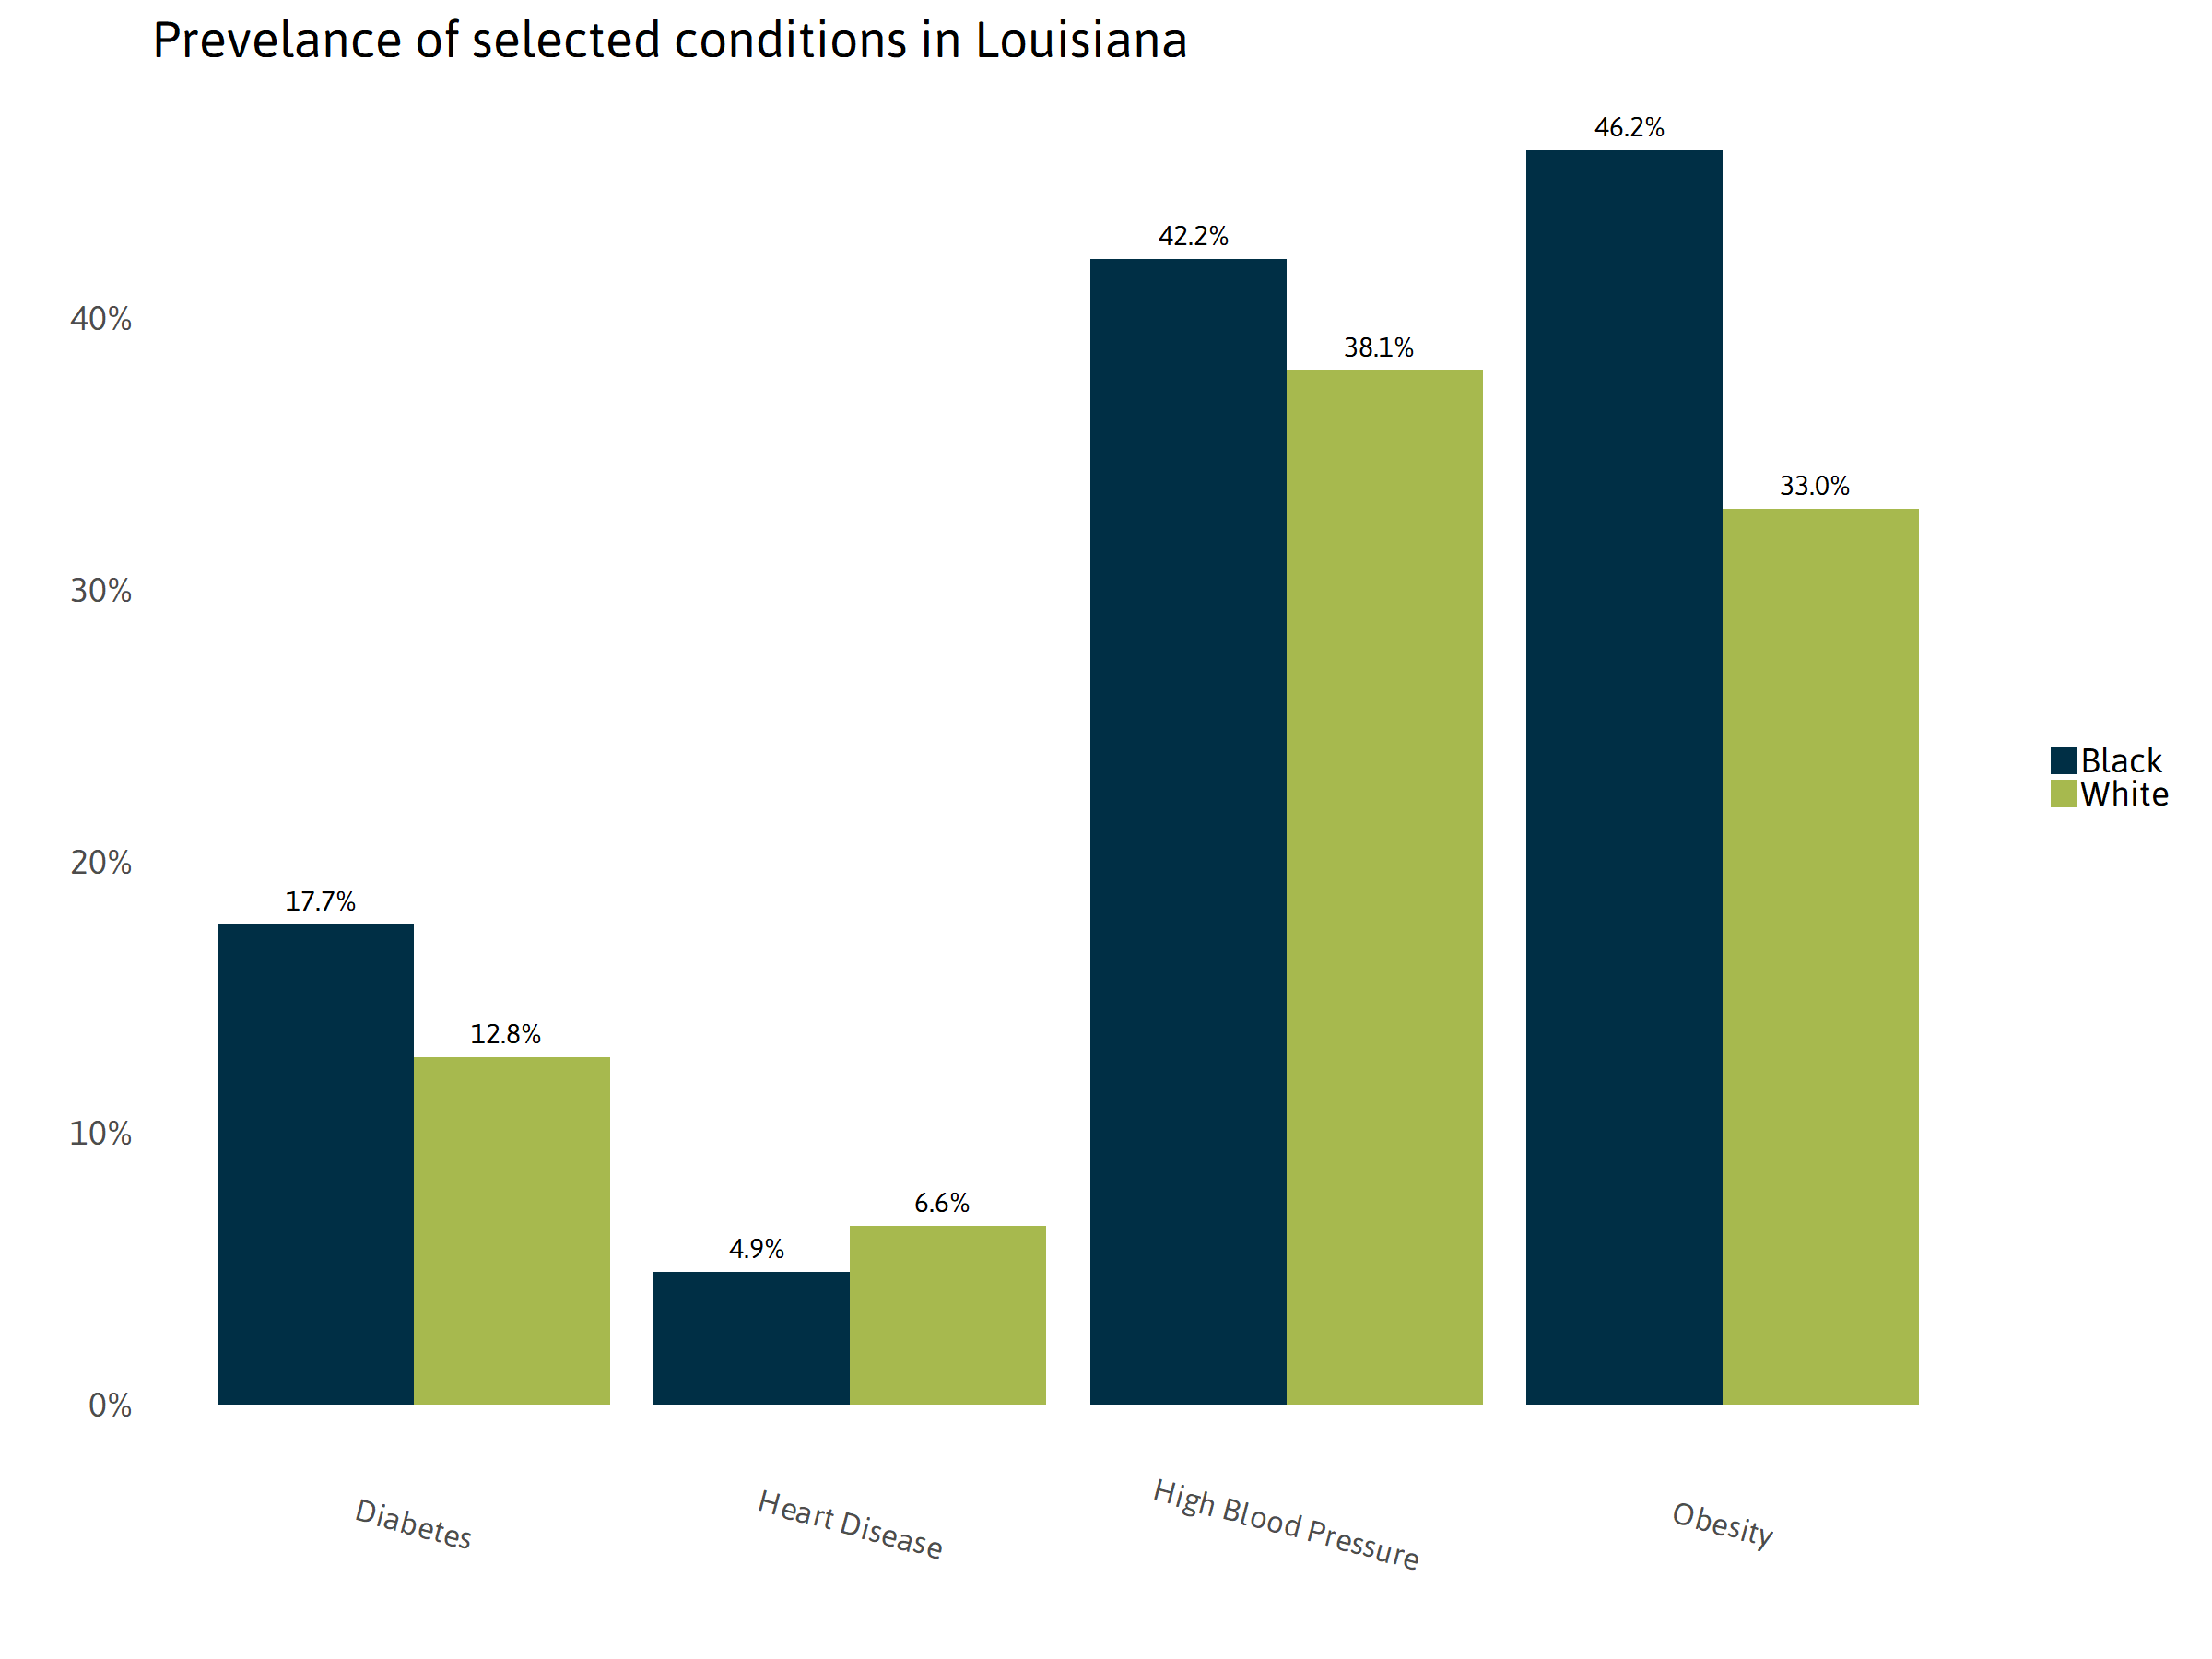 Prevelance of selected conditions in Louisiana
46.2%
42.2%
40%
38.1%
33.0%
30%
Black
White
20%
17.7%
12.8%
10%
6.6%
4.9%
0%
Diabetes
Heart Disease
High Blood Pressure
Obesity